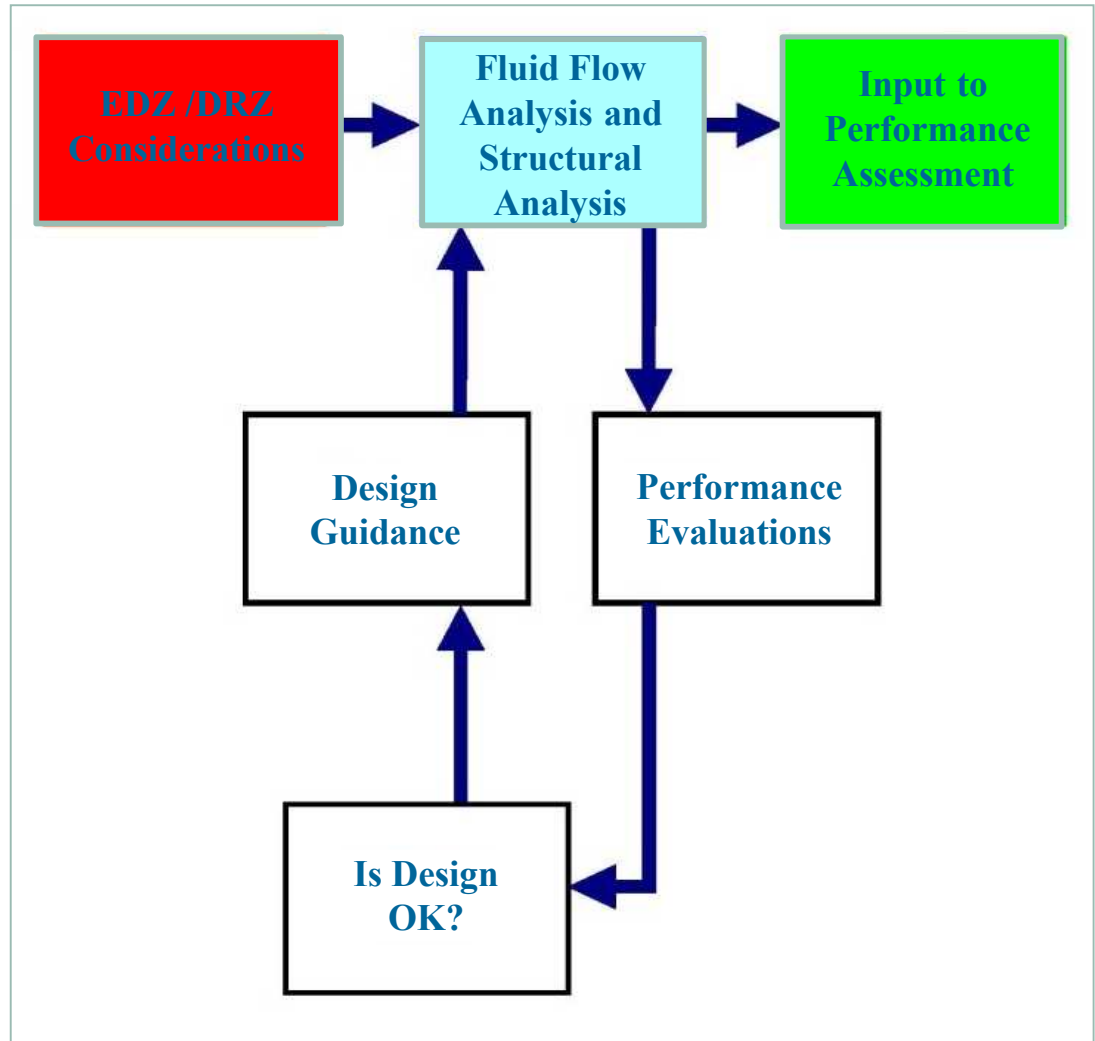 EDZ /DRZ
Considerations
Fluid Flow
Analysis and
Structural
Analysis
Input to
Performance
Assessment
Design
Guidance
Performance
Evaluations
Is Design
OK?